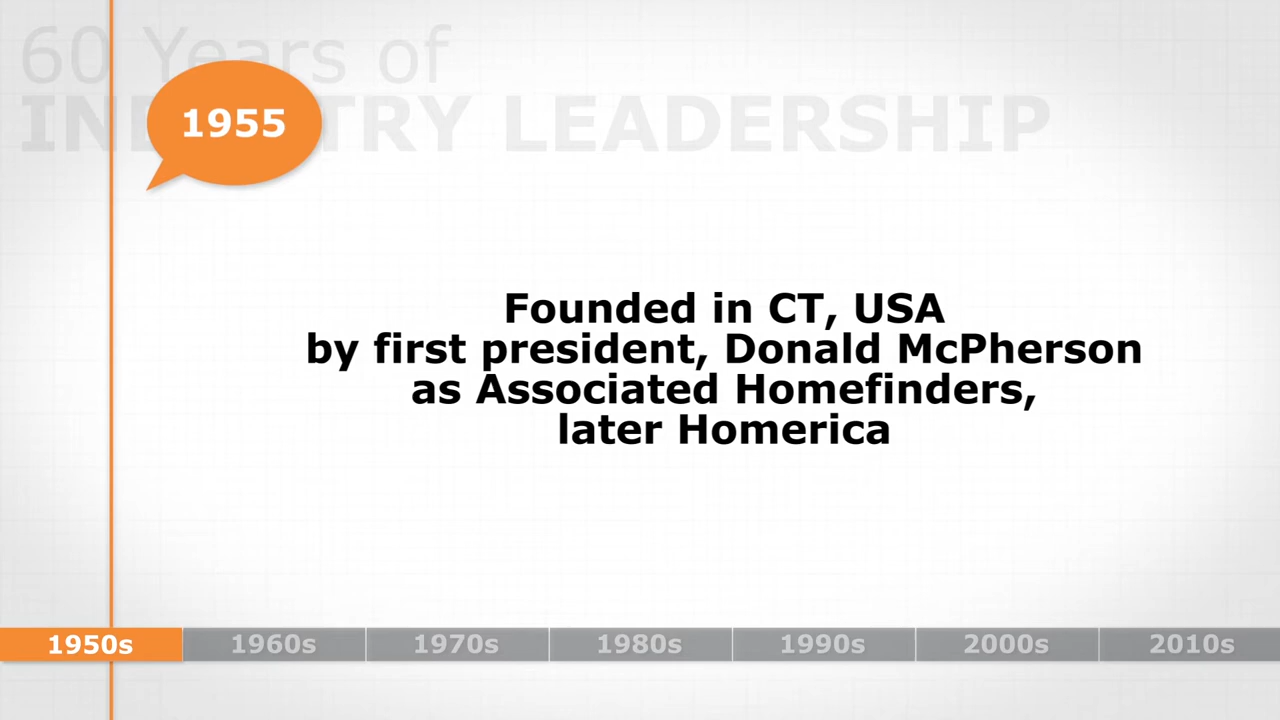 60 Years of
INDUSTRY LEADERSHIP
1955
Founded in CT, USA
by first president, Donald McPherson
as Associated Homefinders,
later Homerica
1950s
1960s
1970s
1980s
1990s
2000s
2010s